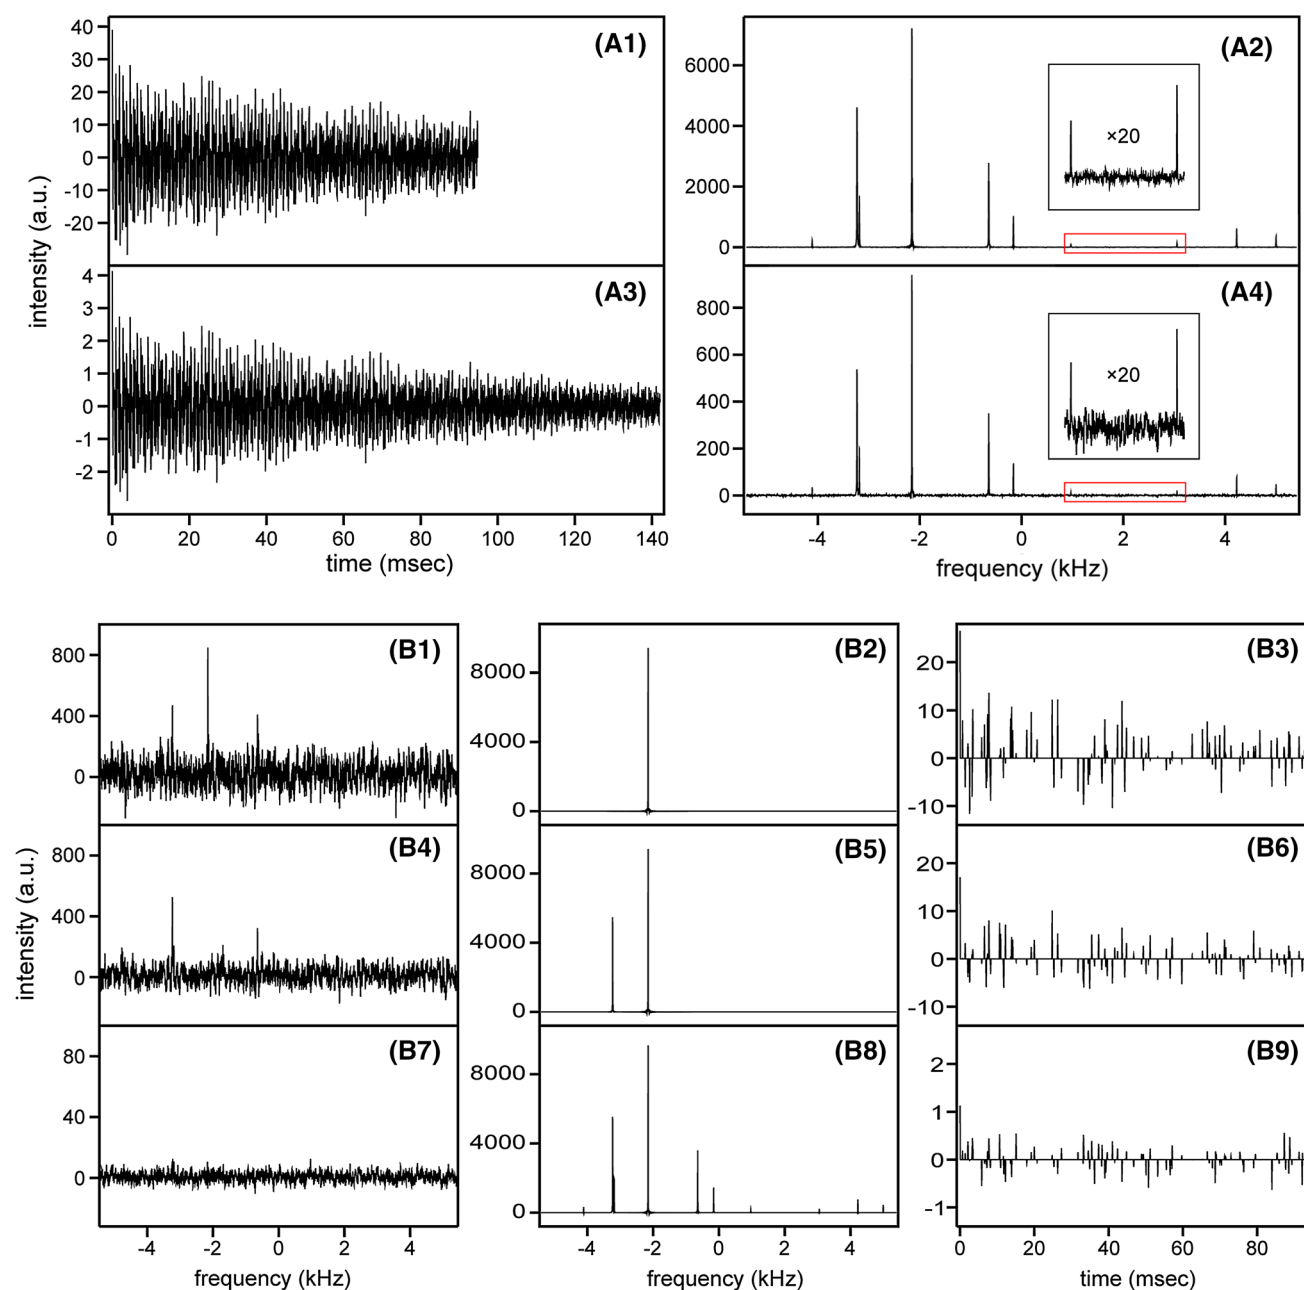 (A1)
40
30
20
10
0
-10
-20
intensity (a.u.)
(A3)
4
3
2
1
0
-1
-2
0 20 40 60 80 100 120 140
time (msec)
(A2)
6000
4000
2000
0
×20
(A4)
800
600
400
200
0
×20
-4 -2 0 2 4
frequency (kHz)
(B1)
800
400
0
(B2)
8000
4000
0
(B3)
20
10
0
-10
intensity (a.u.)
(B4)
800
400
0
(B5)
8000
4000
0
(B6)
20
10
0
-10
(B7)
80
40
0
-4 -2 0 2 4
frequency (kHz)
(B8)
8000
4000
0
-4 -2 0 2 4
frequency (kHz)
(B9)
2
1
0
-1
0 20 40 60 80
time (msec)